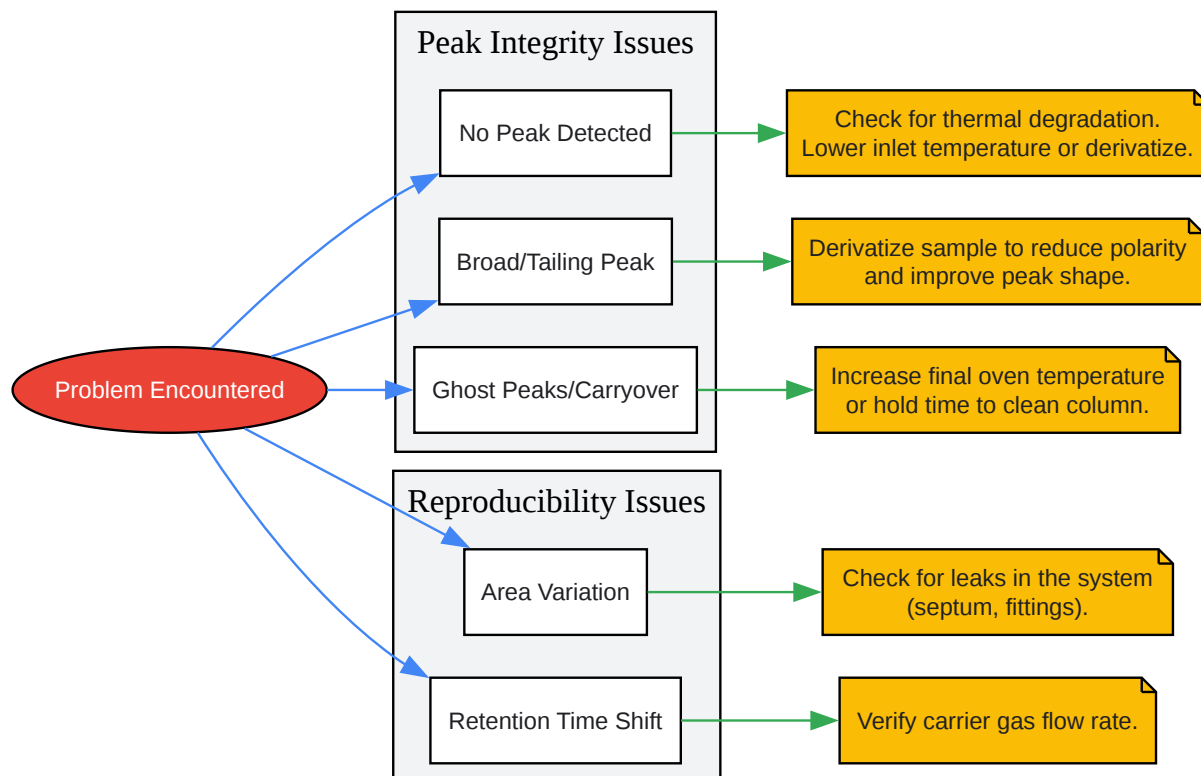 Problem Encountered
Peak Integrity Issues
No Peak Detected
Check for thermal degradation.
Lower inlet temperature or derivatize.
Broad/Tailing Peak
Derivatize sample to reduce polarity
and improve peak shape.
Ghost Peaks/Carryover
Increase final oven temperature
or hold time to clean column.
Reproducibility Issues
Area Variation
Check for leaks in the system
(septum, fittings).
Retention Time Shift
Verify carrier gas flow rate.